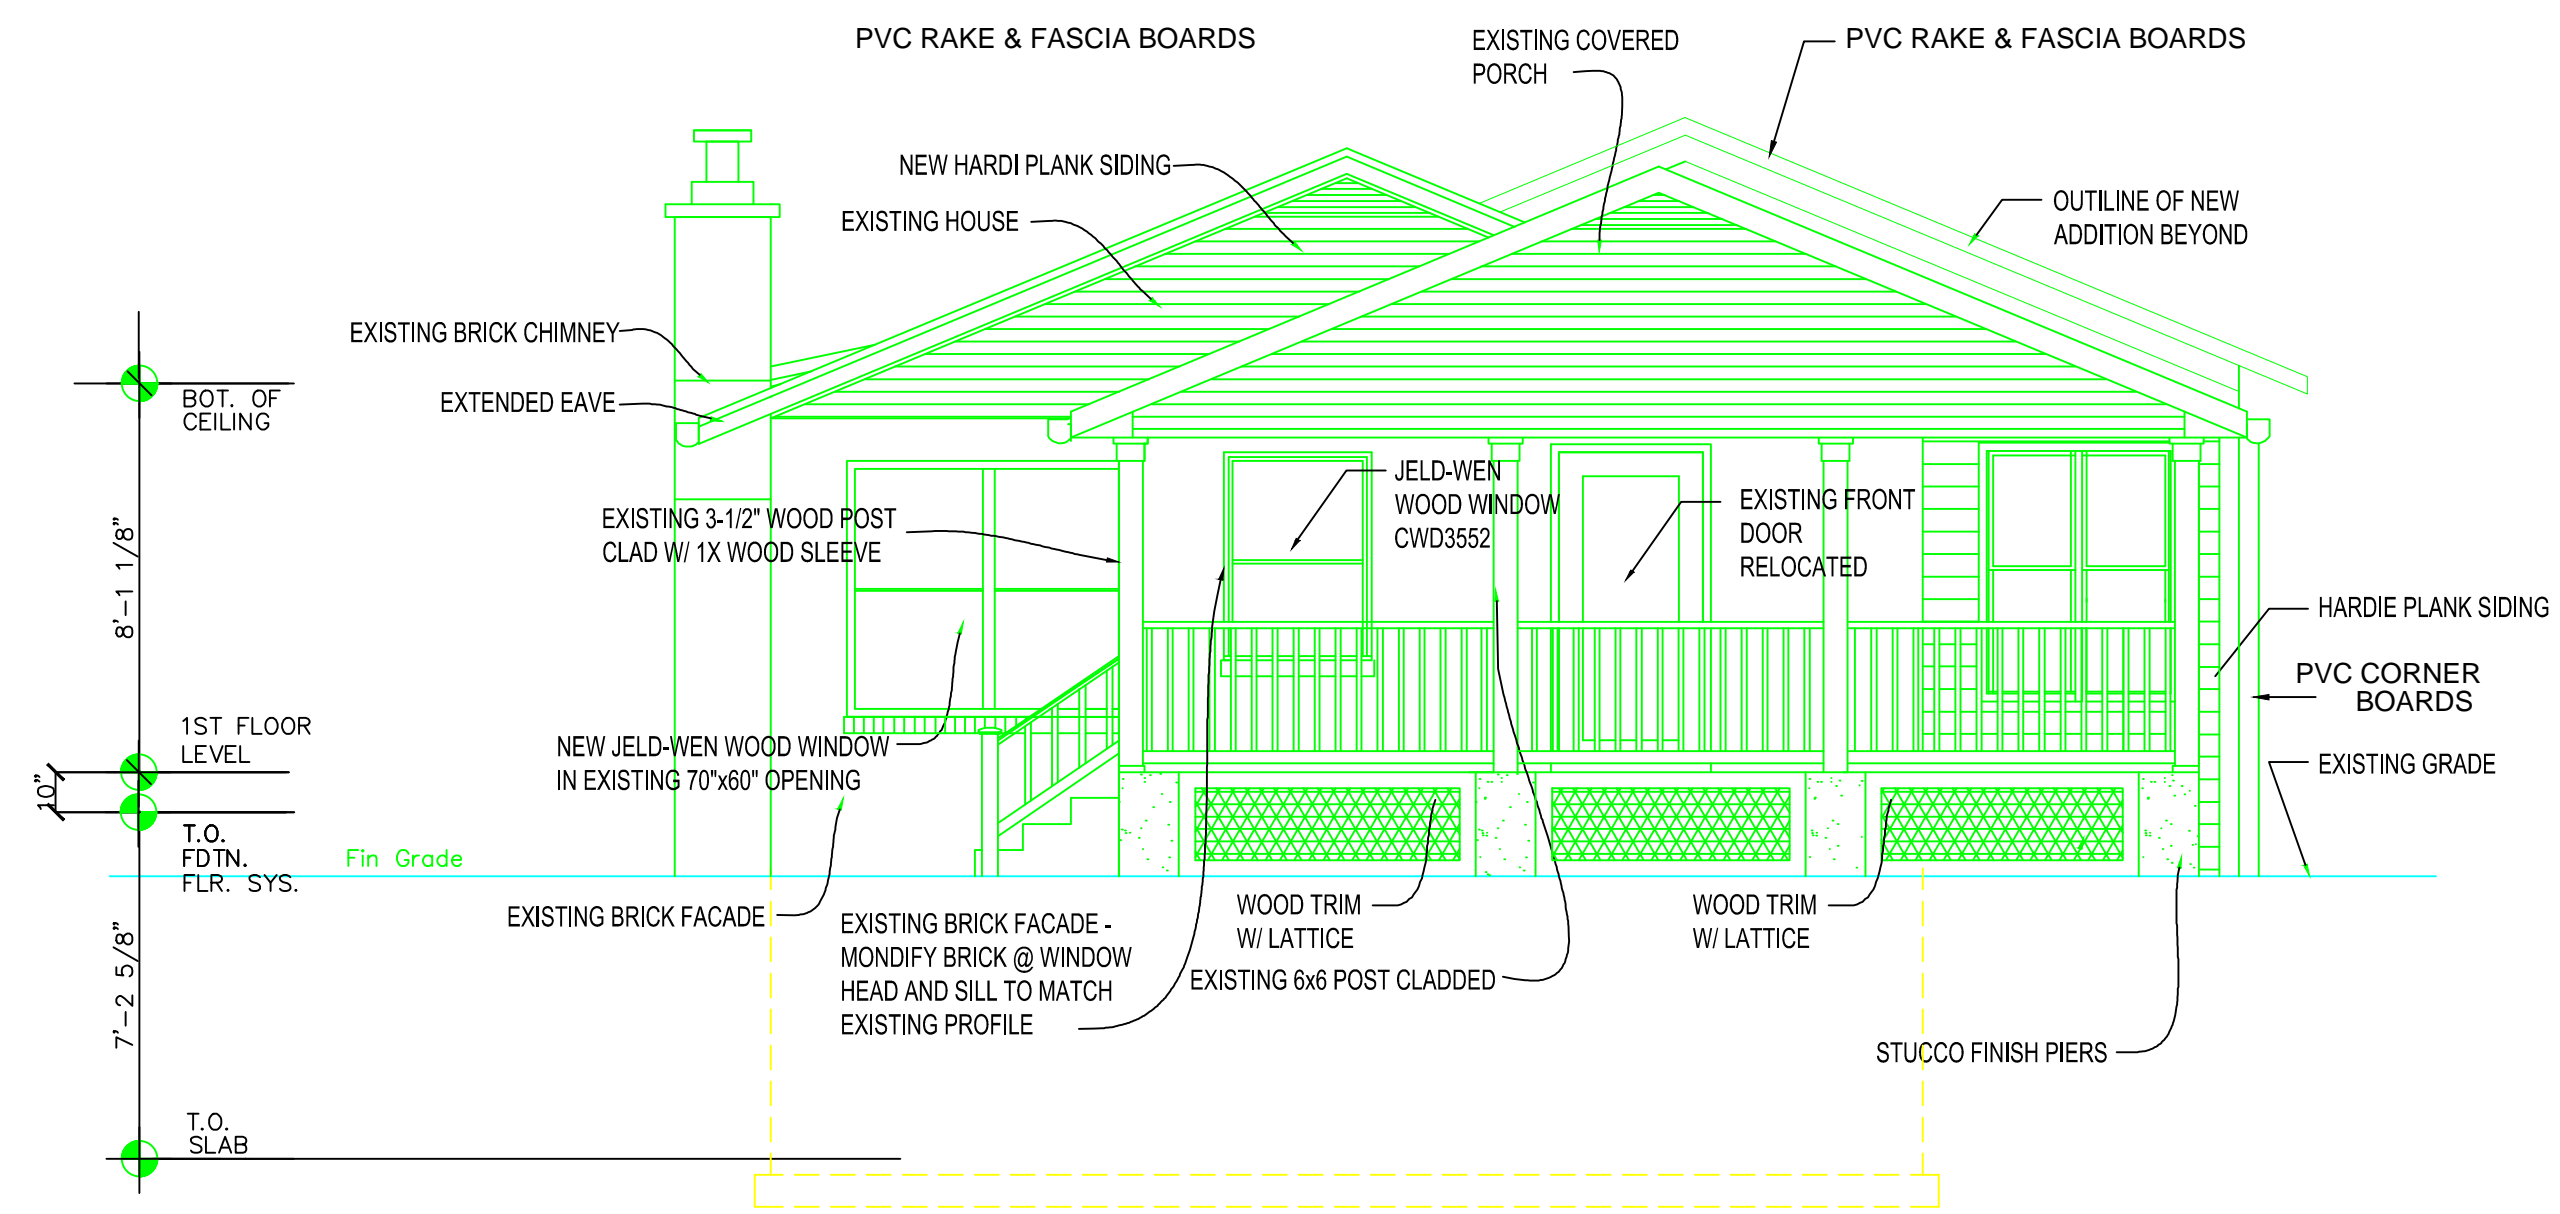 PVC RAKE & FASCIA BOARDS
EXISTING COVERED
PORCH
PVC RAKE & FASCIA BOARDS
NEW HARDI PLANK SIDING
EXISTING HOUSE
OUTILINE OF NEW
ADDITION BEYOND
EXISTING BRICK CHIMNEY
EXTENDED EAVE
BOT. OF
CEILING
8'-1 1/8"
EXISTING 3-1/2" WOOD POST
CLAD W/ 1X WOOD SLEEVE
JELD-WEN
WOOD WINDOW
CWD3552
EXISTING FRONT
DOOR
RELOCATED
HARDIE PLANK SIDING
PVC CORNER
BOARDS
1ST FLOOR
LEVEL
10"
NEW JELD-WEN WOOD WINDOW
IN EXISTING 70"x60" OPENING
EXISTING GRADE
T.O.
FDTN.
FLR. SYS.
Fin Grade
EXISTING BRICK FACADE
EXISTING BRICK FACADE -
MONDIFY BRICK @ WINDOW
HEAD AND SILL TO MATCH
EXISTING PROFILE
WOOD TRIM
W/ LATTICE
EXISTING 6x6 POST CLADDED
WOOD TRIM
W/ LATTICE
STUCCO FINISH PIERS
7'-2 5/8"
T.O.
SLAB